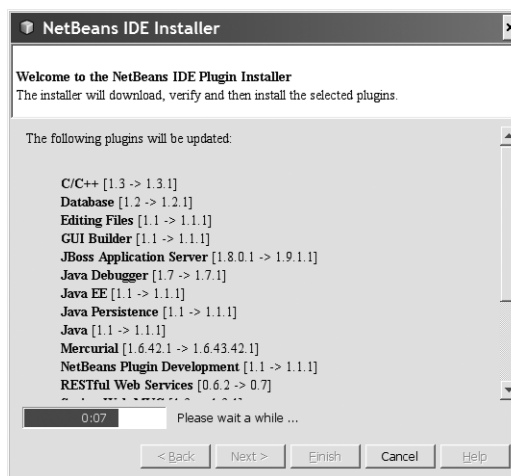 NetBeans IDE Installer
Welcome to the NetBeans IDE Plugin Installer
The installer will download, verify and then install the selected plugins.
The following plugins will be updated:
C/C++ [1.3 -> 1.3.1]
Database [1.2 -> 1.2.1]
Editing Files [1.1 -> 1.1.1]
GUI Builder [1.1 -> 1.1.1]
JBoss Application Server [1.8.0.1 -> 1.9.1.1]
Java Debugger [1.7 -> 1.7.1]
Java EE [1.1 -> 1.1.1]
Java Persistence [1.1 -> 1.1.1]
Java [1.1 -> 1.1.1]
Mercurial [1.6.42.1 -> 1.6.43.42.1]
NetBeans Plugin Development [1.1 -> 1.1.1]
RESTful Web Services [0.6.2 -> 0.7]
0:07 Please wait a while ...
< Back Next > Finish Cancel Help